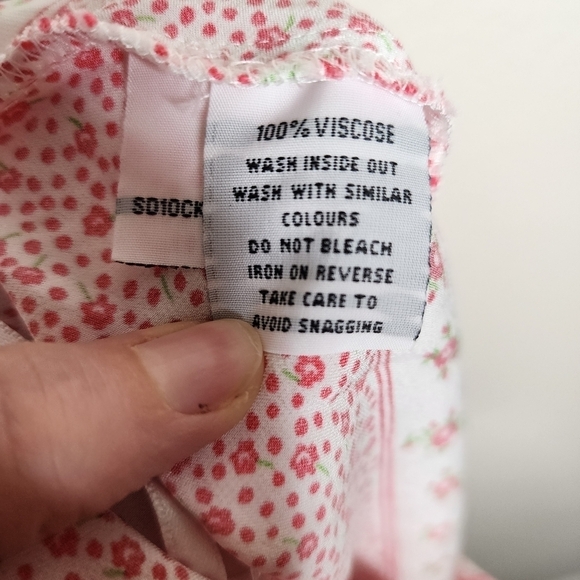 100% VISCOSE
WASH INSIDE OUT
WASH WITH SIMILAR
COLOURS
DO NOT BLEACH
IRON ON REVERSE
TAKE CARE TO
AVOID SNAGGING